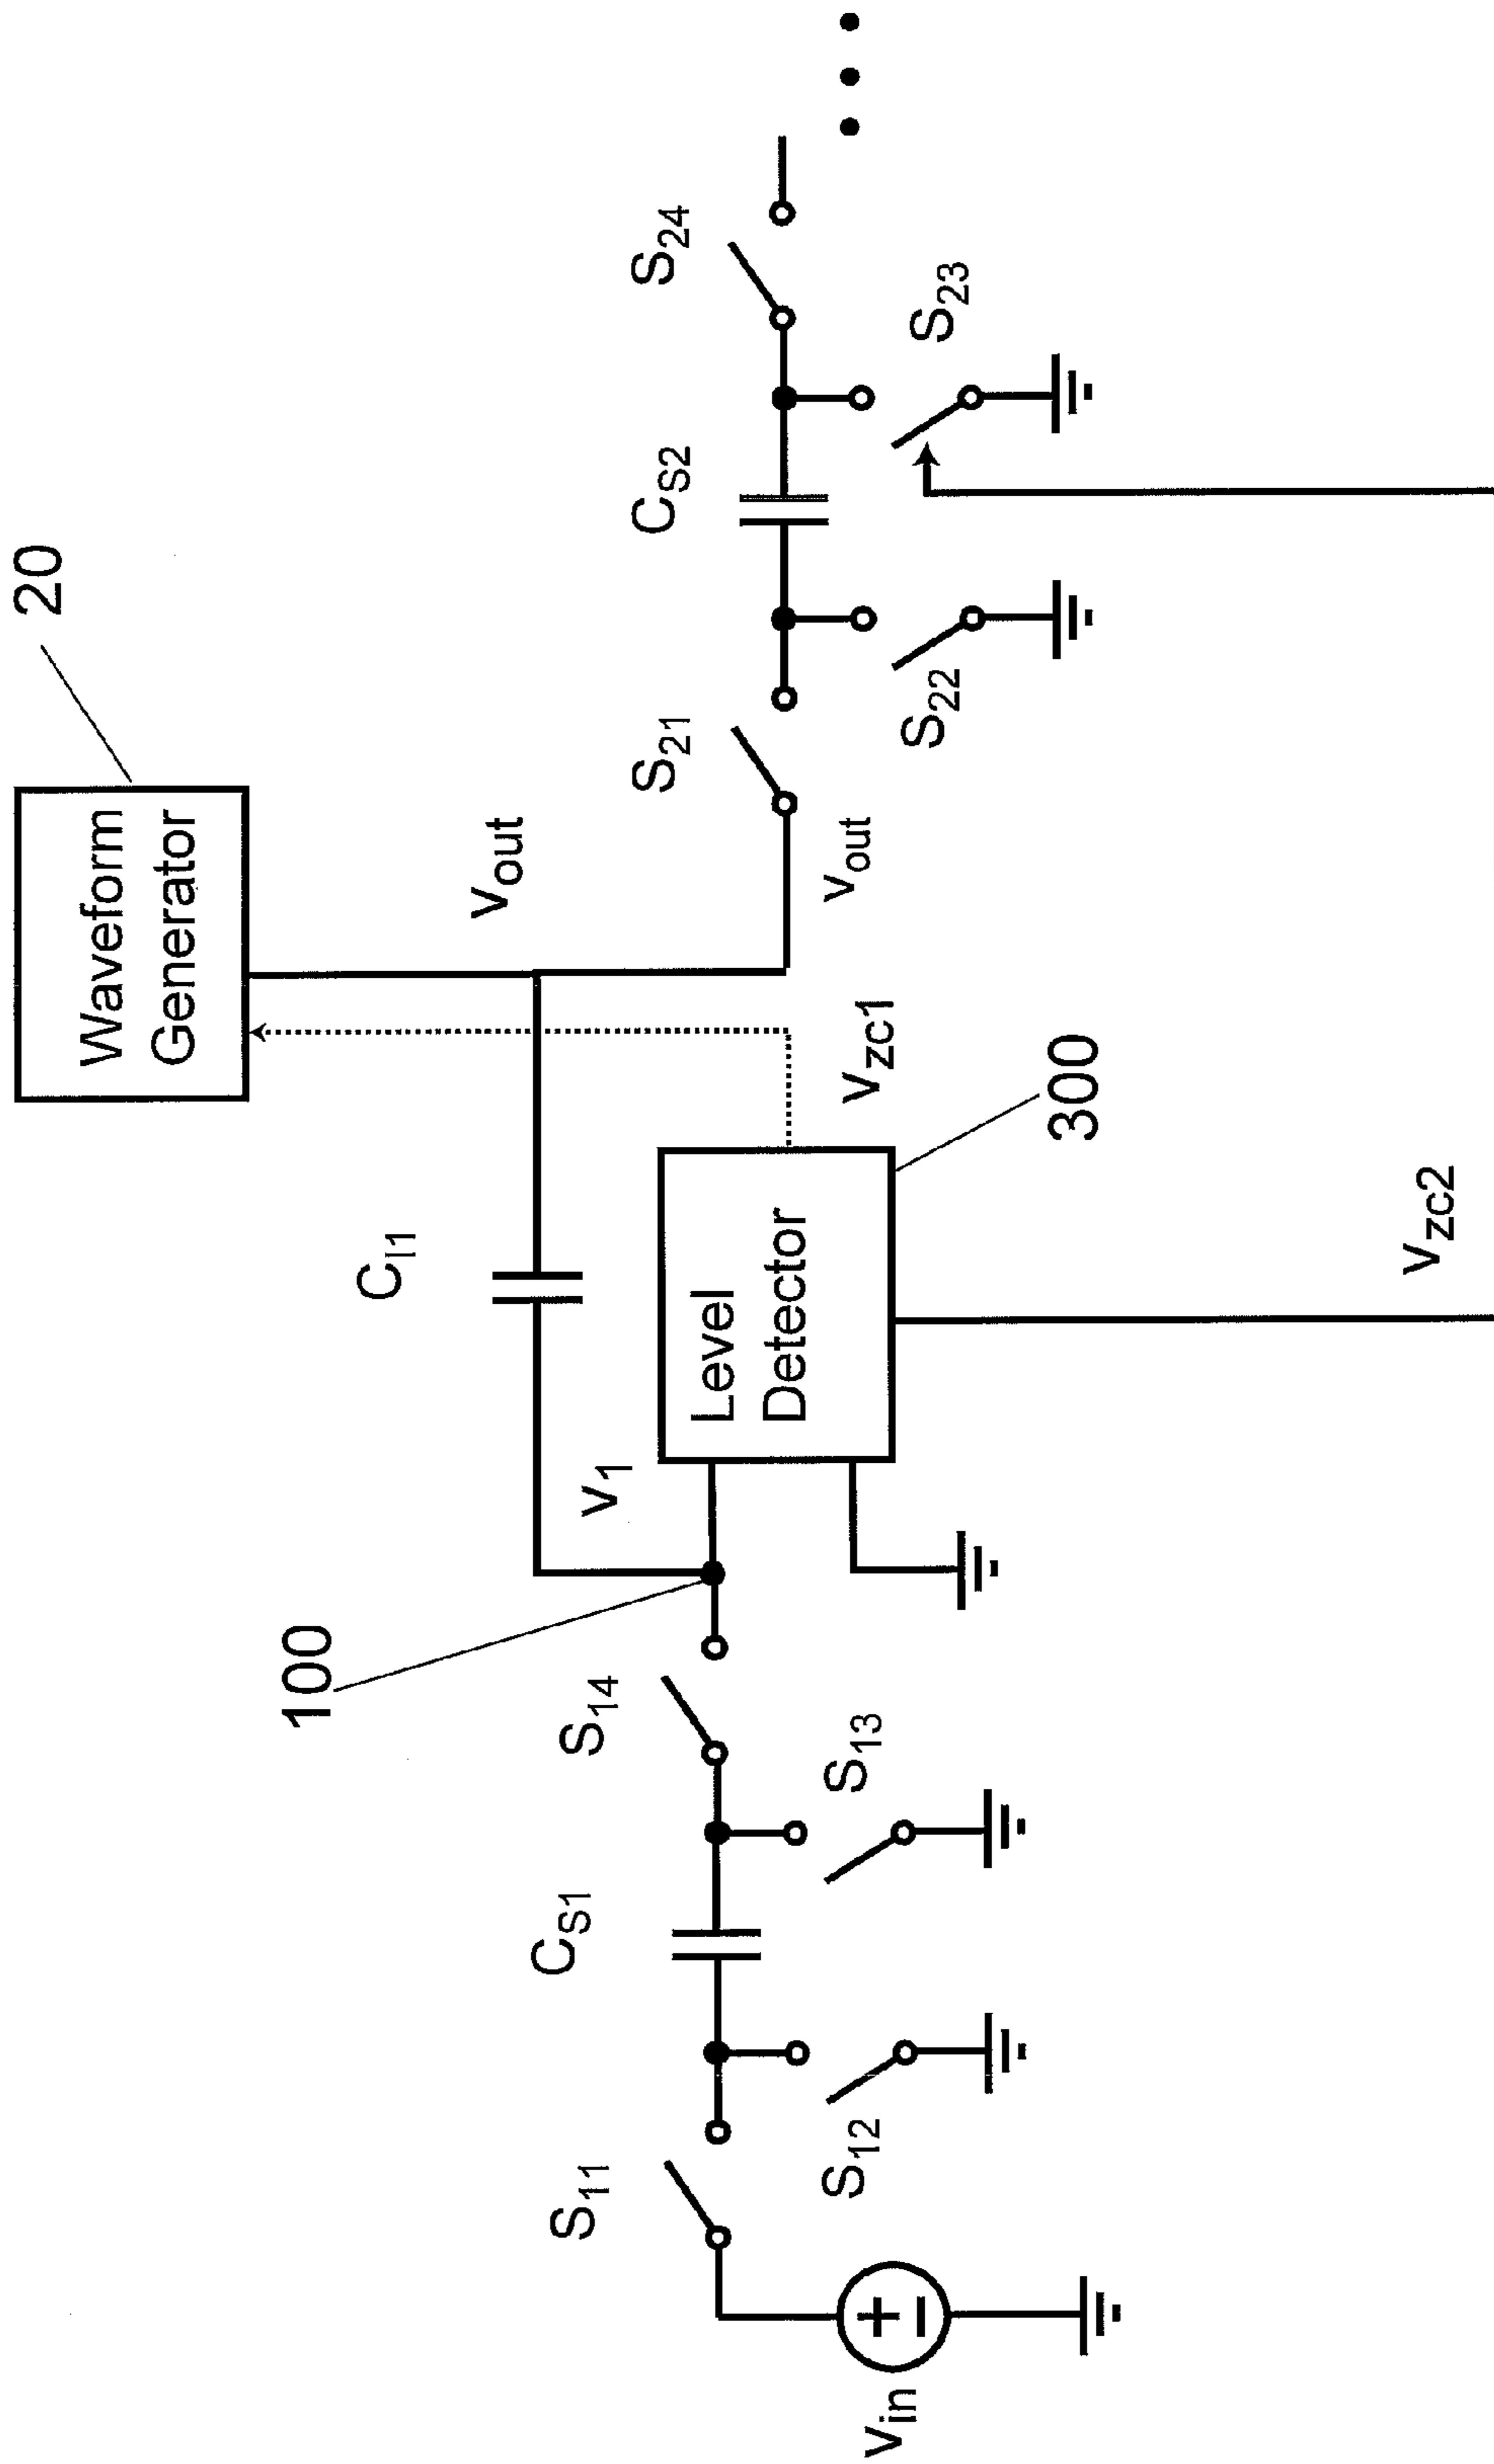 20
Waveform
Generator
Vout
S24
CS2
S21
S23
S22
vout
CI1
v1
vzc1
Level
Detector
300
vzc2
100
S14
CS1
S13
S11
S12
+
−
vin